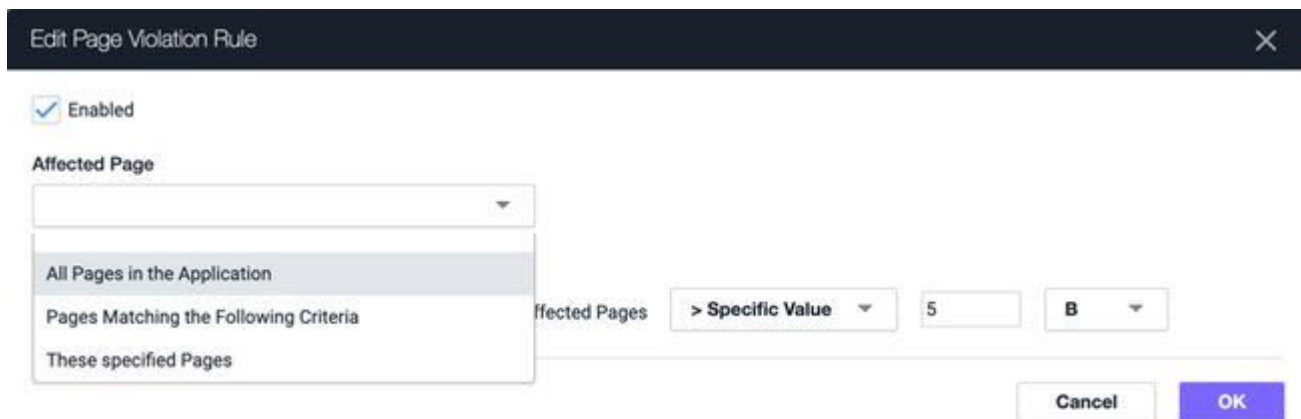 Edit Page Violation Rule
Enabled
Affected Page
All Pages in the Application
Pages Matching the Following Criteria
These specified Pages
ffected Pages > Specific Value 5 B
Cancel OK